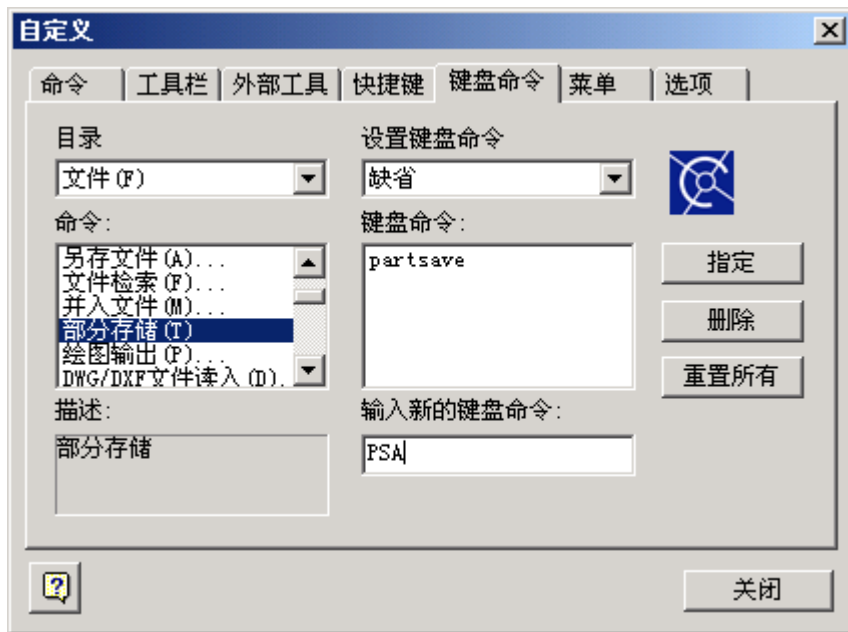 自定义
命令 工具栏 外部工具 快捷键 键盘命令 菜单 选项
目录
设置键盘命令
文件(F)
缺省
命令:
键盘命令:
另存文件(A)...
文件检索(F)...
并入文件(M)...
部分存储(T)
绘图输出(P)...
DWG/DXF文件读入(D).
partsave
指定
删除
重置所有
描述:
输入新的键盘命令:
部分存储
PSA
关闭